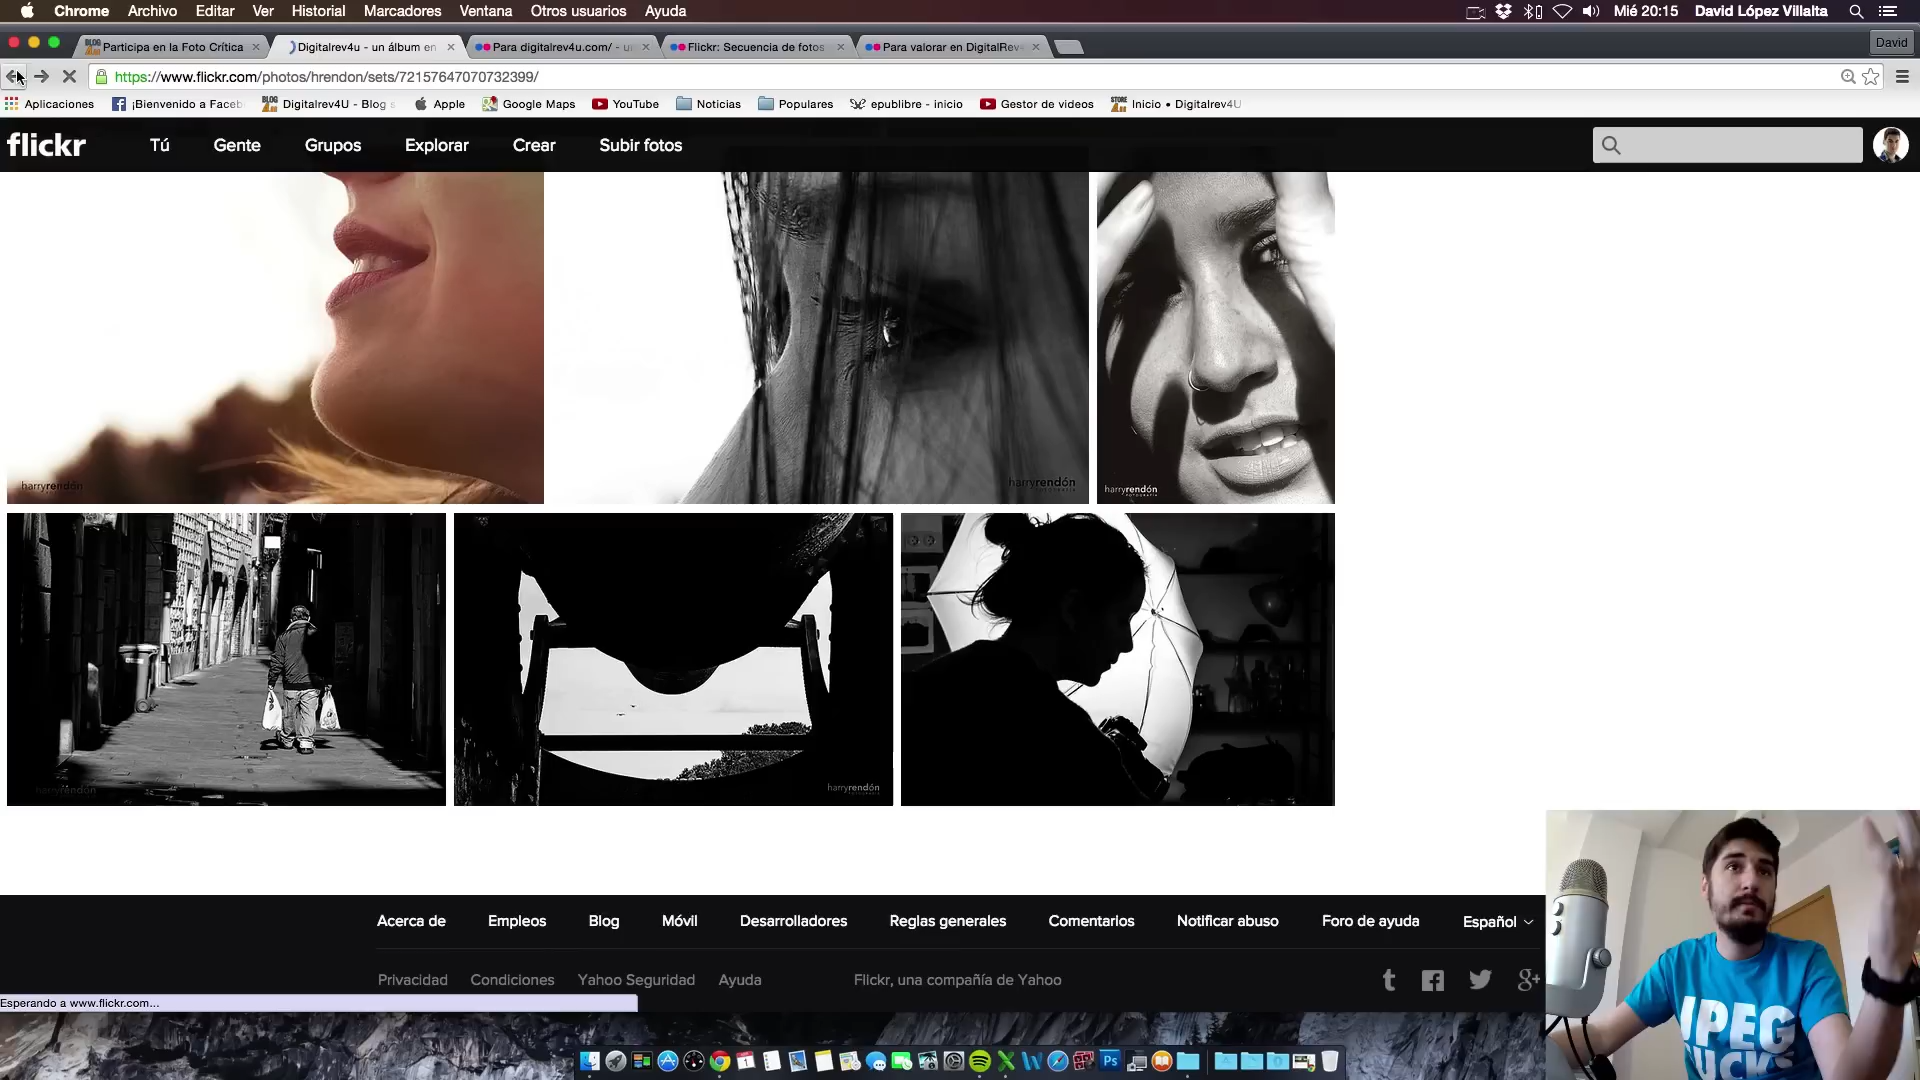 Chrome Archivo Editar Ver Historial Marcadores Ventana Otros usuarios Ayuda Mié 20:15 David López Villalta
Participa en la Foto Crítica Digitalrev4u - un álbum en Para digitalrev4u.com/ - u Flickr: Secuencia de fotos Para valorar en DigitalRev David
https://www.flickr.com/photos/hrendon/sets/72157647070732399/
Aplicaciones ¡Bienvenido a Faceb Digitalrev4U - Blog s Apple Google Maps YouTube Noticias Populares epublibre - inicio Gestor de videos Inicio • Digitalrev4U
flickr Tú Gente Grupos Explorar Crear Subir fotos
harryrendón
harryrendón
harryrendón
FOTOGRAFÍA
harryrendón
harryrendón
Acerca de Empleos Blog Móvil Desarrolladores Reglas generales Comentarios Notificar abuso Foro de ayuda Español
Privacidad Condiciones Yahoo Seguridad Ayuda Flickr, una compañía de Yahoo
Esperando a www.flickr.com...
JPEG
SUCKS